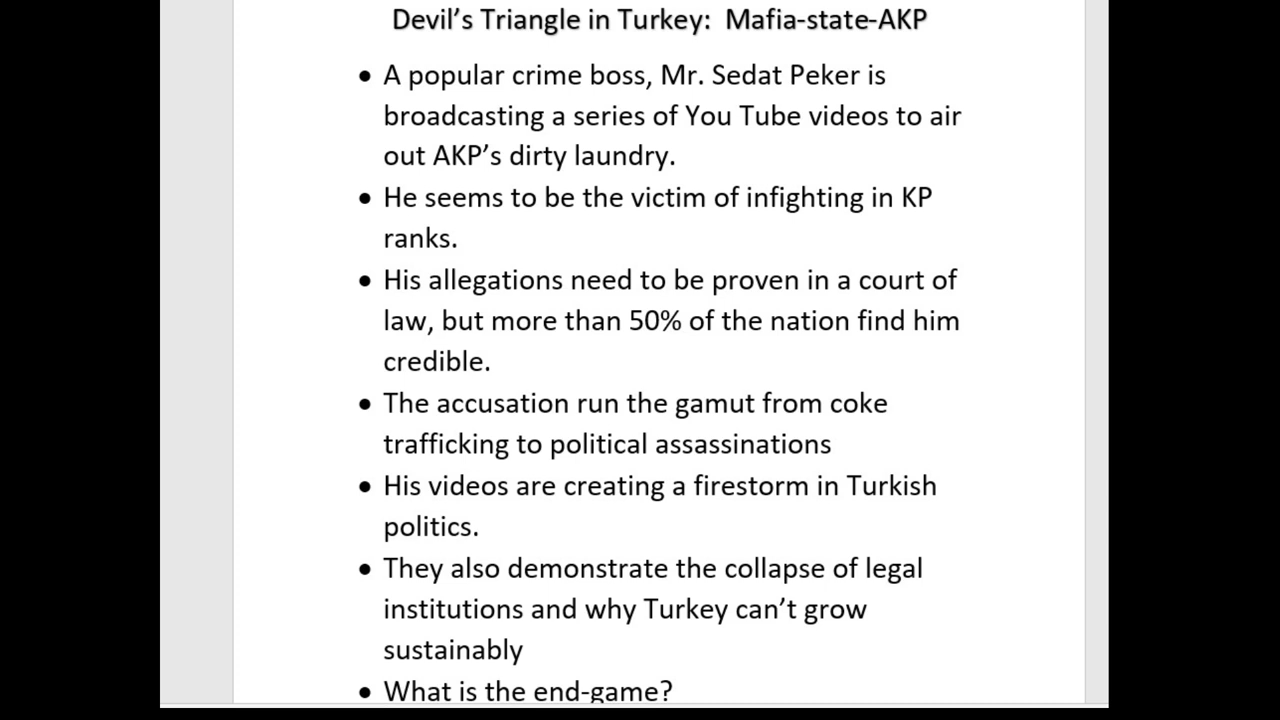 Devil’s Triangle in Turkey: Mafia-state-AKP
• A popular crime boss, Mr. Sedat Peker is
broadcasting a series of You Tube videos to air
out AKP’s dirty laundry.
• He seems to be the victim of infighting in KP
ranks.
• His allegations need to be proven in a court of
law, but more than 50% of the nation find him
credible.
• The accusation run the gamut from coke
trafficking to political assassinations
• His videos are creating a firestorm in Turkish
politics.
• They also demonstrate the collapse of legal
institutions and why Turkey can’t grow
sustainably
• What is the end-game?